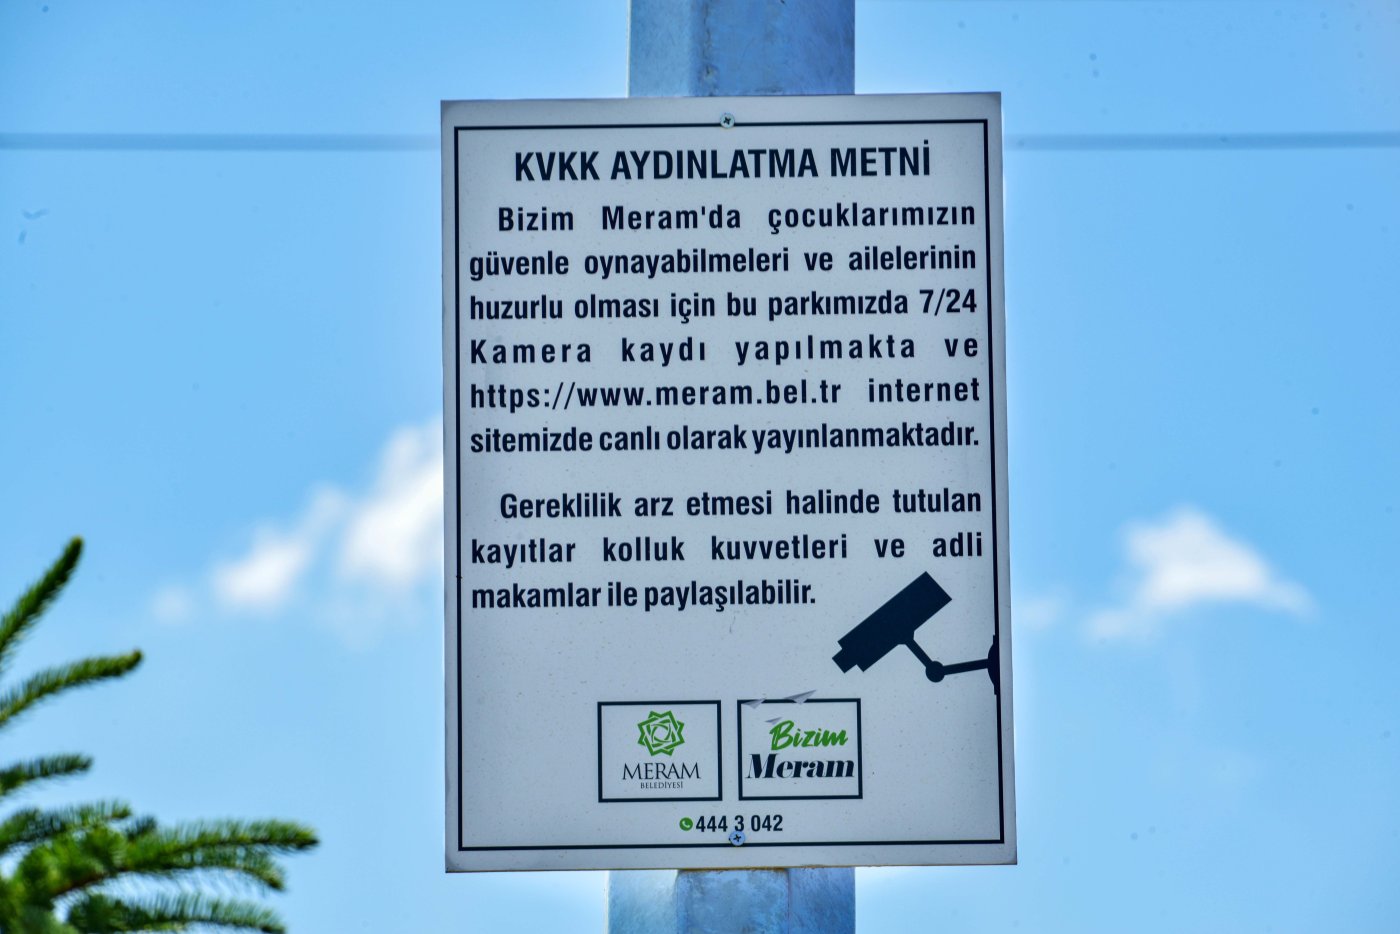 KVKK AYDINLATMA METNİ
Bizim Meram'da çocuklarımızın
güvenle oynayabilmeleri ve ailelerinin
huzurlu olması için bu parkımızda 7/24
Kamera kaydı yapılmakta ve
https://www.meram.bel.tr internet
sitemizde canlı olarak yayınlanmaktadır.
Gereklilik arz etmesi halinde tutulan
kayıtlar kolluk kuvvetleri ve adli
makamlar ile paylaşılabilir.
MERAM
BELEDİYESİ
Bizim
Meram
444 3 042